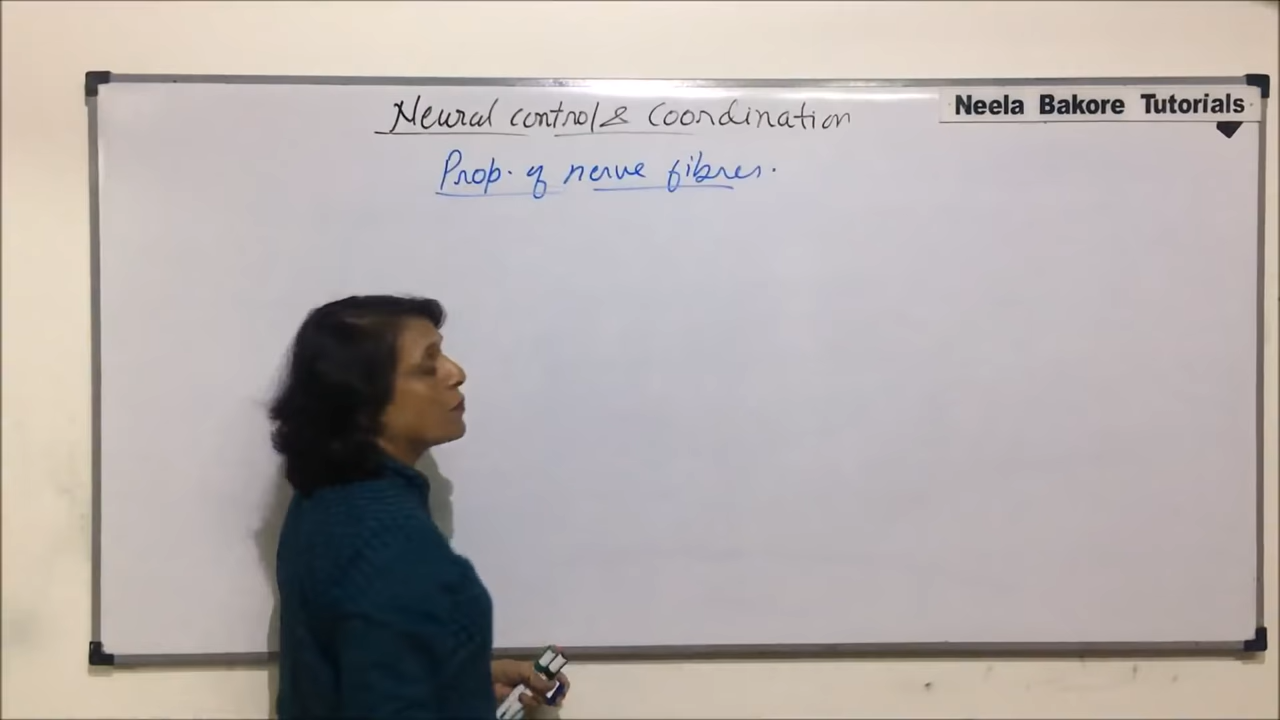 Neural control & Coordination
Neela Bakore Tutorials
Prop. of nerve fibres.